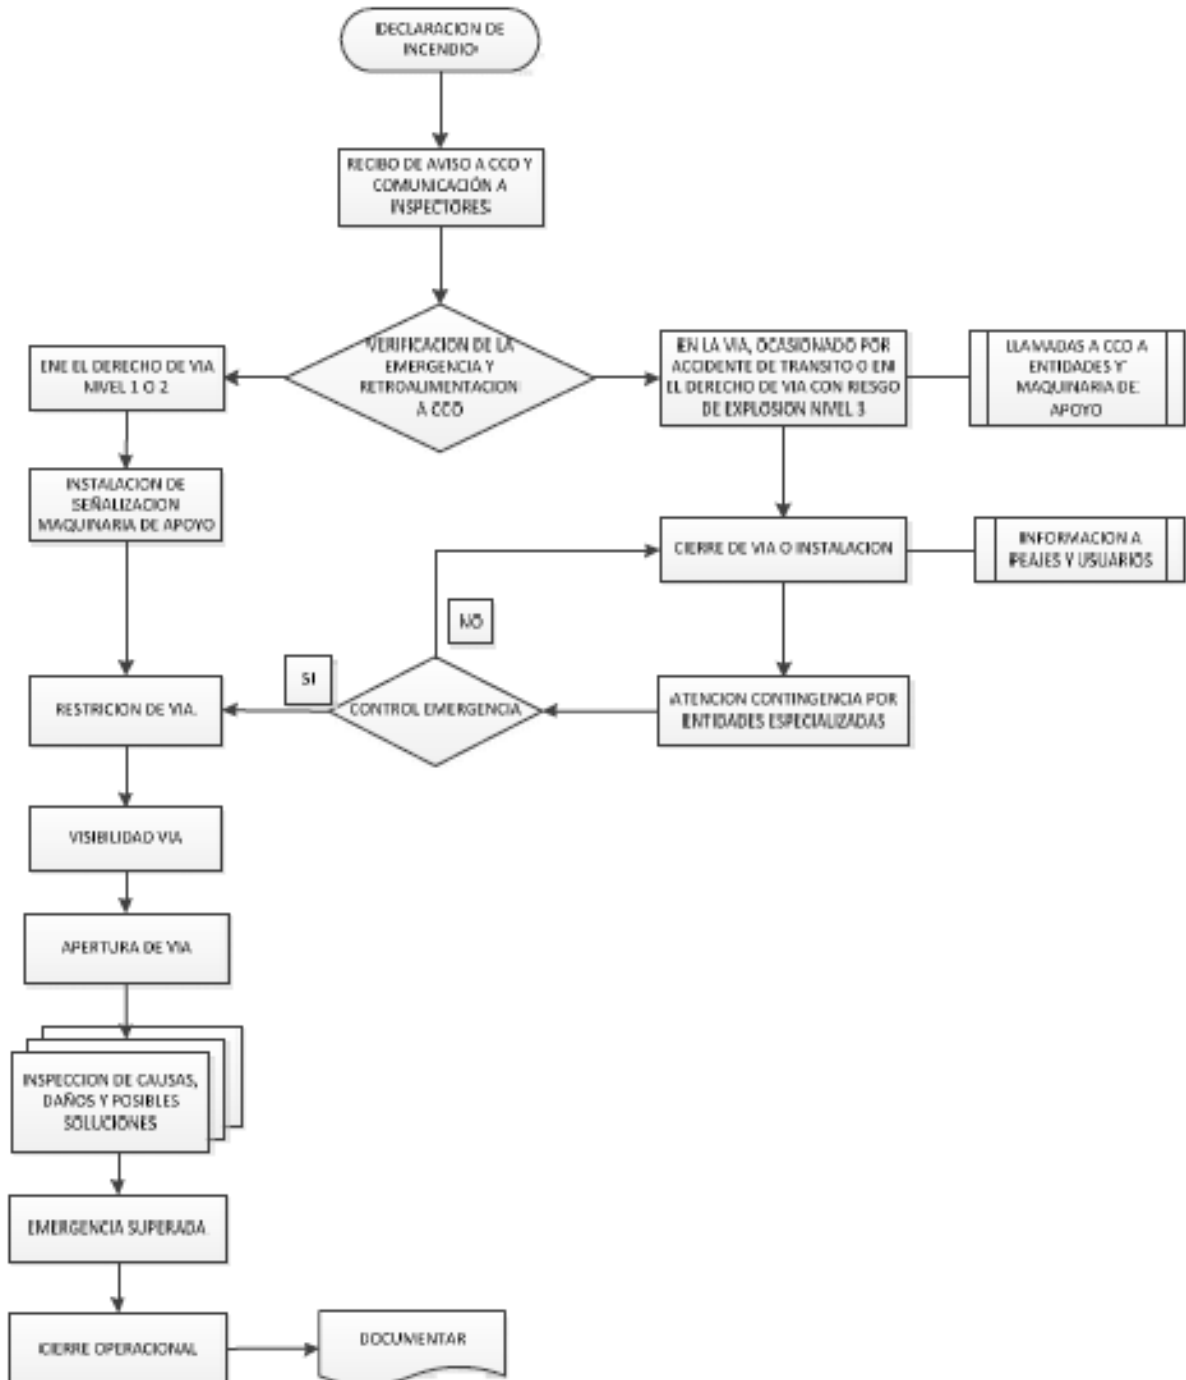 DECLARACION DE
INCENDIO
RECIBO DE AVISO A CCO Y
COMUNICACIÓN A
INSPECTORES
VERIFICACION DE LA
EMERGENCIA Y
RETROALIMENTACION
A CCO
ENE EL DERECHO DE VIA
NIVEL 1 O 2
EN LA VIA, OCASIONADO POR
ACCIDENTE DE TRANSITO O EN
EL DERECHO DE VIA CON RIESGO
DE EXPLOSION NIVEL 3
LLAMADAS A CCO A
ENTIDADES Y
MAQUINARIA DE
APOYO
INSTALACION DE
SEÑALIZACION
MAQUINARIA DE APOYO
CIERRE DE VIA O INSTALACION
INFORMACION A
PEAJES Y USUARIOS
NO
SI
RESTRICION DE VIA.
CONTROL EMERGENCIA
ATENCION CONTINGENCIA POR
ENTIDADES ESPECIALIZADAS
VISIBILIDAD VIA
APERTURA DE VIA
INSPECCION DE CAUSAS,
DAÑOS Y POSIBLES
SOLUCIONES
EMERGENCIA SUPERADA
CIERRE OPERACIONAL
DOCUMENTAR